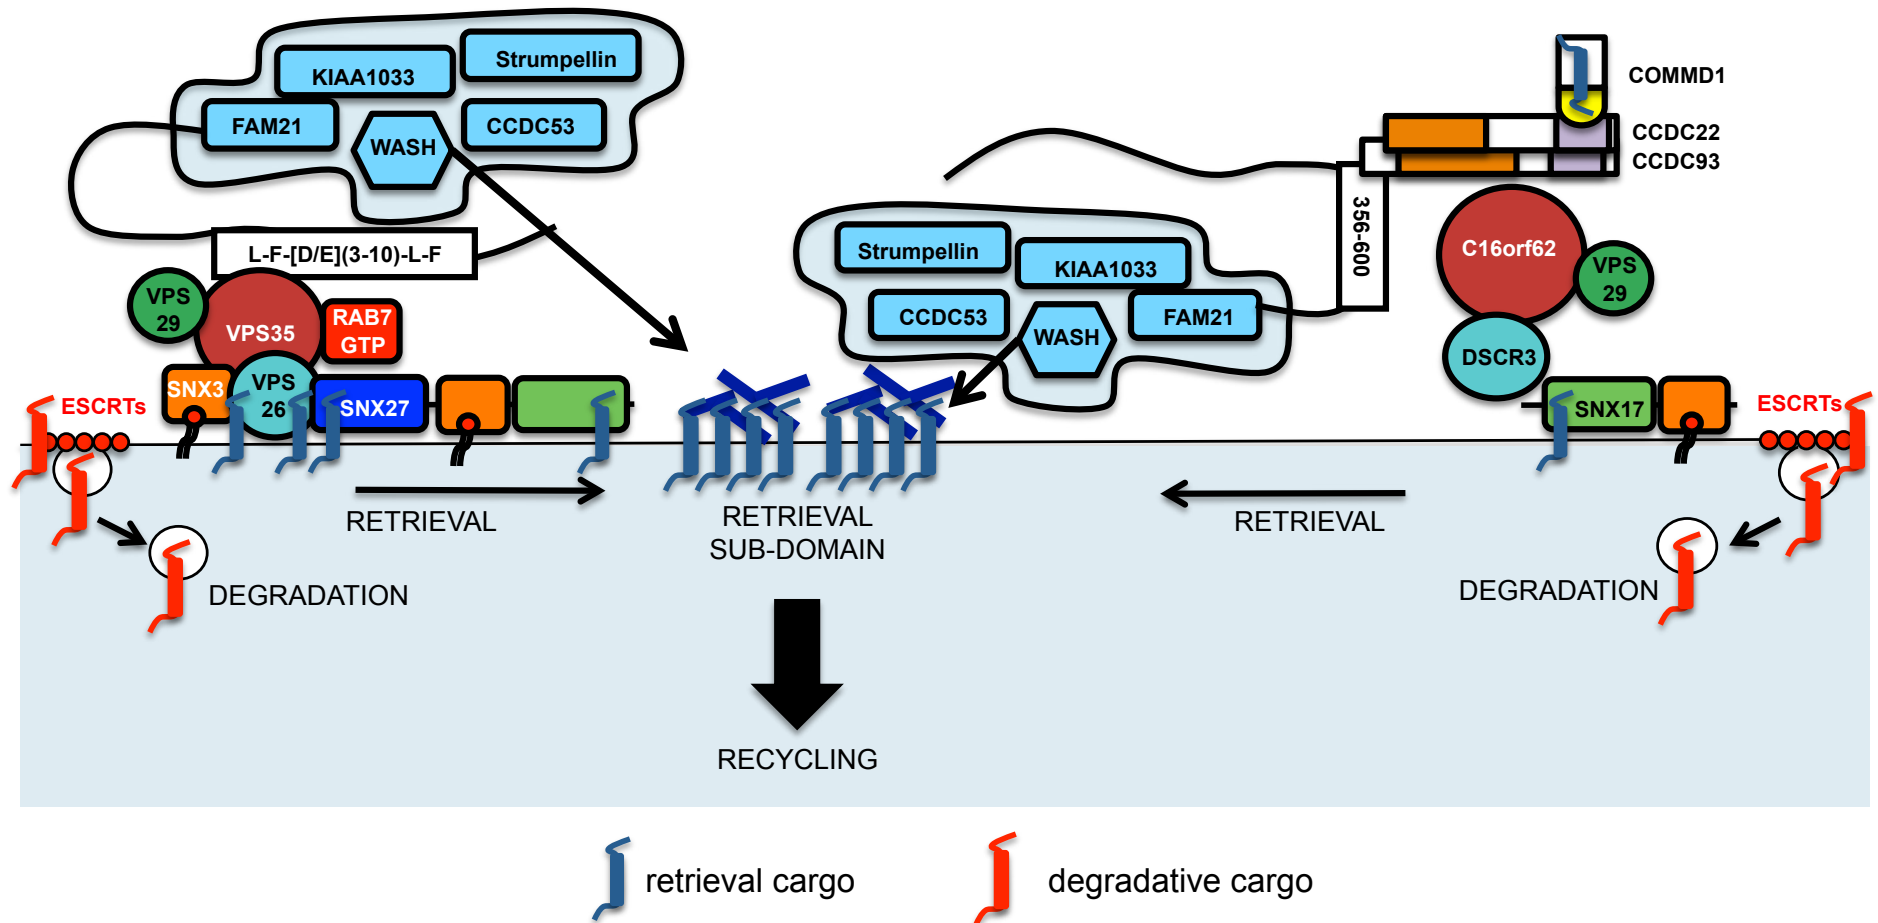 KIAA1033
Strumpellin
FAM21
WASH
CCDC53
L-F-[D/E](3-10)-L-F
VPS
29
VPS35
RAB7
GTP
SNX3
VPS
26
SNX27
ESCRTs
Strumpellin
KIAA1033
CCDC53
WASH
FAM21
356-600
COMMD1
CCDC22
CCDC93
C16orf62
VPS
29
DSCR3
SNX17
ESCRTs
RETRIEVAL
RETRIEVAL
SUB-DOMAIN
RETRIEVAL
DEGRADATION
DEGRADATION
RECYCLING
retrieval cargo
degradative cargo